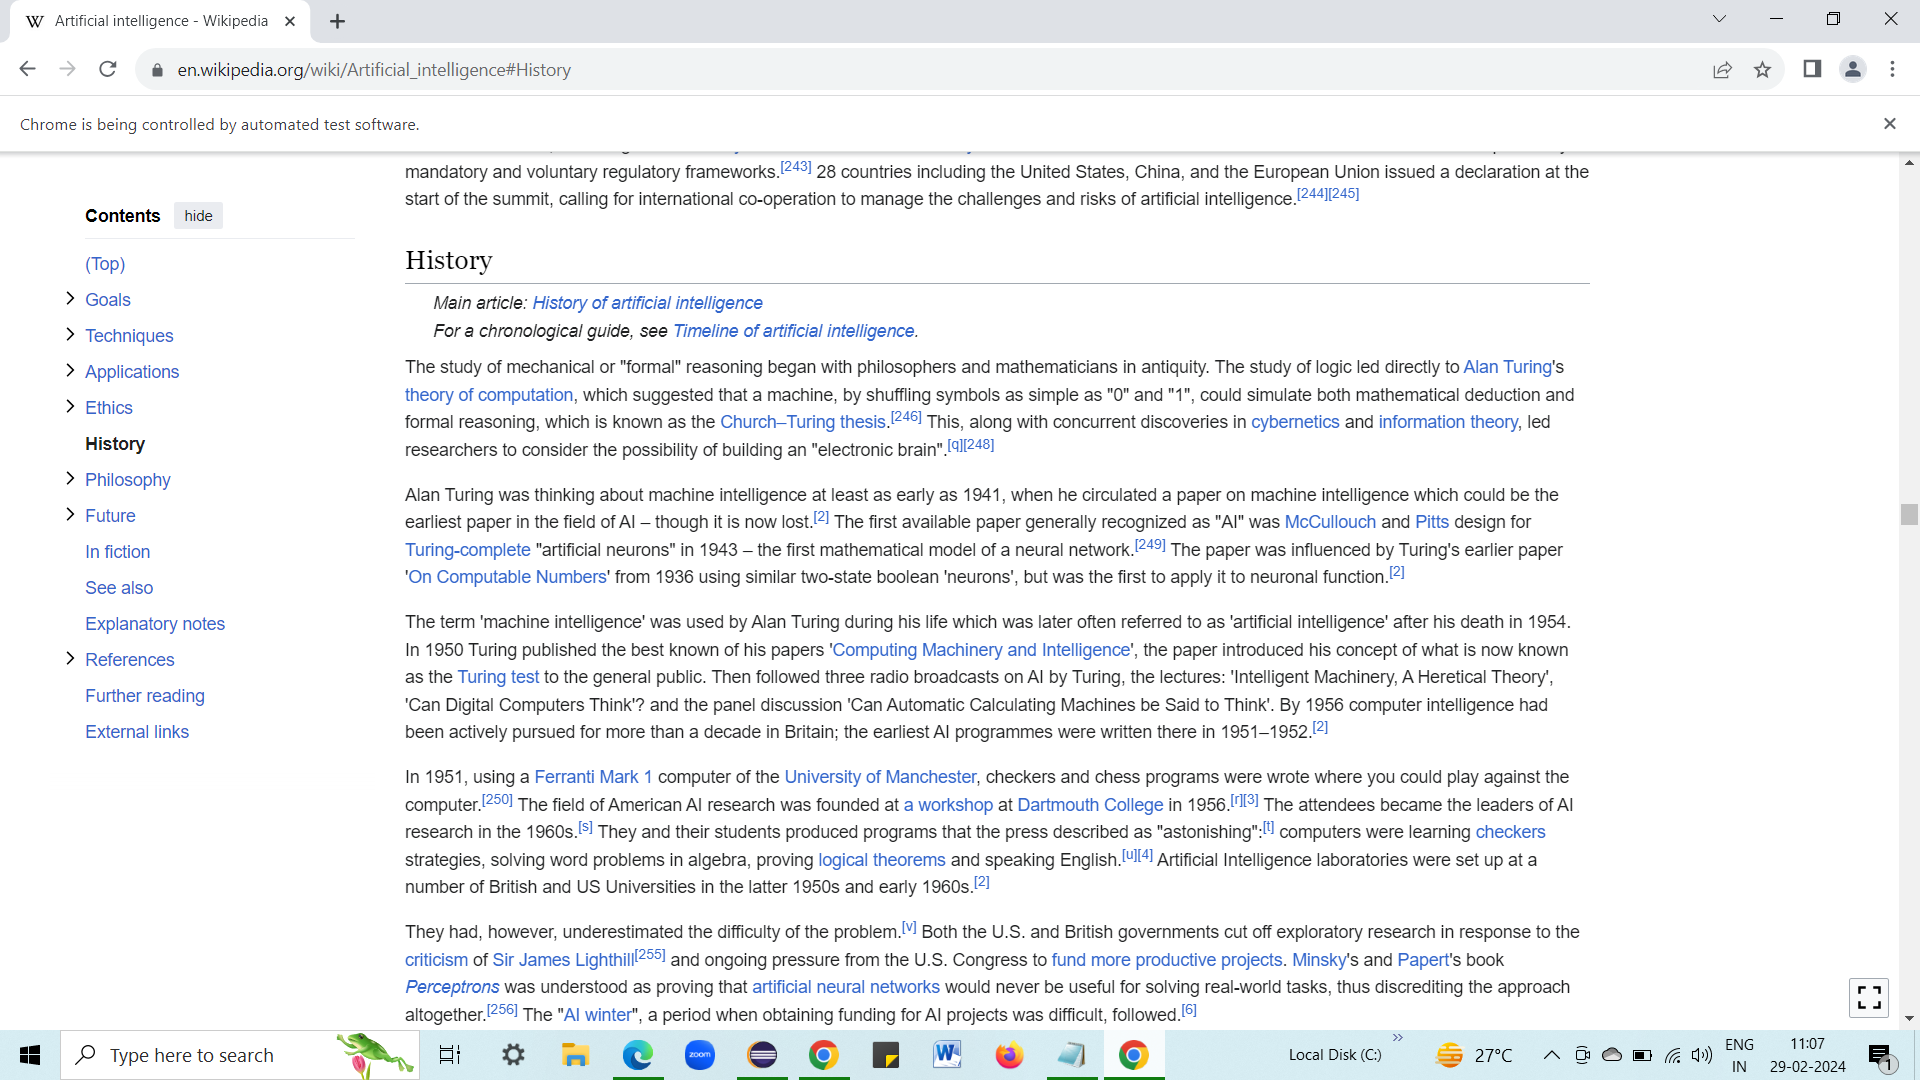 Artificial intelligence - Wikipedia
en.wikipedia.org/wiki/Artificial_intelligence#History
Chrome is being controlled by automated test software.
mandatory and voluntary regulatory frameworks.[243] 28 countries including the United States, China, and the European Union issued a declaration at the
start of the summit, calling for international co-operation to manage the challenges and risks of artificial intelligence.[244][245]
Contents hide
(Top)
Goals
Techniques
Applications
Ethics
History
Philosophy
Future
In fiction
See also
Explanatory notes
References
Further reading
External links
History
Main article: History of artificial intelligence
For a chronological guide, see Timeline of artificial intelligence.
The study of mechanical or "formal" reasoning began with philosophers and mathematicians in antiquity. The study of logic led directly to Alan Turing's
theory of computation, which suggested that a machine, by shuffling symbols as simple as "0" and "1", could simulate both mathematical deduction and
formal reasoning, which is known as the Church–Turing thesis.[246] This, along with concurrent discoveries in cybernetics and information theory, led
researchers to consider the possibility of building an "electronic brain".[q][248]
Alan Turing was thinking about machine intelligence at least as early as 1941, when he circulated a paper on machine intelligence which could be the
earliest paper in the field of AI – though it is now lost.[2] The first available paper generally recognized as "AI" was McCullouch and Pitts design for
Turing-complete "artificial neurons" in 1943 – the first mathematical model of a neural network.[249] The paper was influenced by Turing's earlier paper
'On Computable Numbers' from 1936 using similar two-state boolean 'neurons', but was the first to apply it to neuronal function.[2]
The term 'machine intelligence' was used by Alan Turing during his life which was later often referred to as 'artificial intelligence' after his death in 1954.
In 1950 Turing published the best known of his papers 'Computing Machinery and Intelligence', the paper introduced his concept of what is now known
as the Turing test to the general public. Then followed three radio broadcasts on AI by Turing, the lectures: 'Intelligent Machinery, A Heretical Theory',
'Can Digital Computers Think'? and the panel discussion 'Can Automatic Calculating Machines be Said to Think'. By 1956 computer intelligence had
been actively pursued for more than a decade in Britain; the earliest AI programmes were written there in 1951–1952.[2]
In 1951, using a Ferranti Mark 1 computer of the University of Manchester, checkers and chess programs were wrote where you could play against the
computer.[250] The field of American AI research was founded at a workshop at Dartmouth College in 1956.[r][3] The attendees became the leaders of AI
research in the 1960s.[s] They and their students produced programs that the press described as "astonishing":[t] computers were learning checkers
strategies, solving word problems in algebra, proving logical theorems and speaking English.[u][4] Artificial Intelligence laboratories were set up at a
number of British and US Universities in the latter 1950s and early 1960s.[2]
They had, however, underestimated the difficulty of the problem.[v] Both the U.S. and British governments cut off exploratory research in response to the
criticism of Sir James Lighthill[255] and ongoing pressure from the U.S. Congress to fund more productive projects. Minsky's and Papert's book
Perceptrons was understood as proving that artificial neural networks would never be useful for solving real-world tasks, thus discrediting the approach
altogether.[256] The "AI winter", a period when obtaining funding for AI projects was difficult, followed.[6]
Type here to search
zoom
Local Disk (C:)
27°C
ENG
IN
11:07
29-02-2024
1